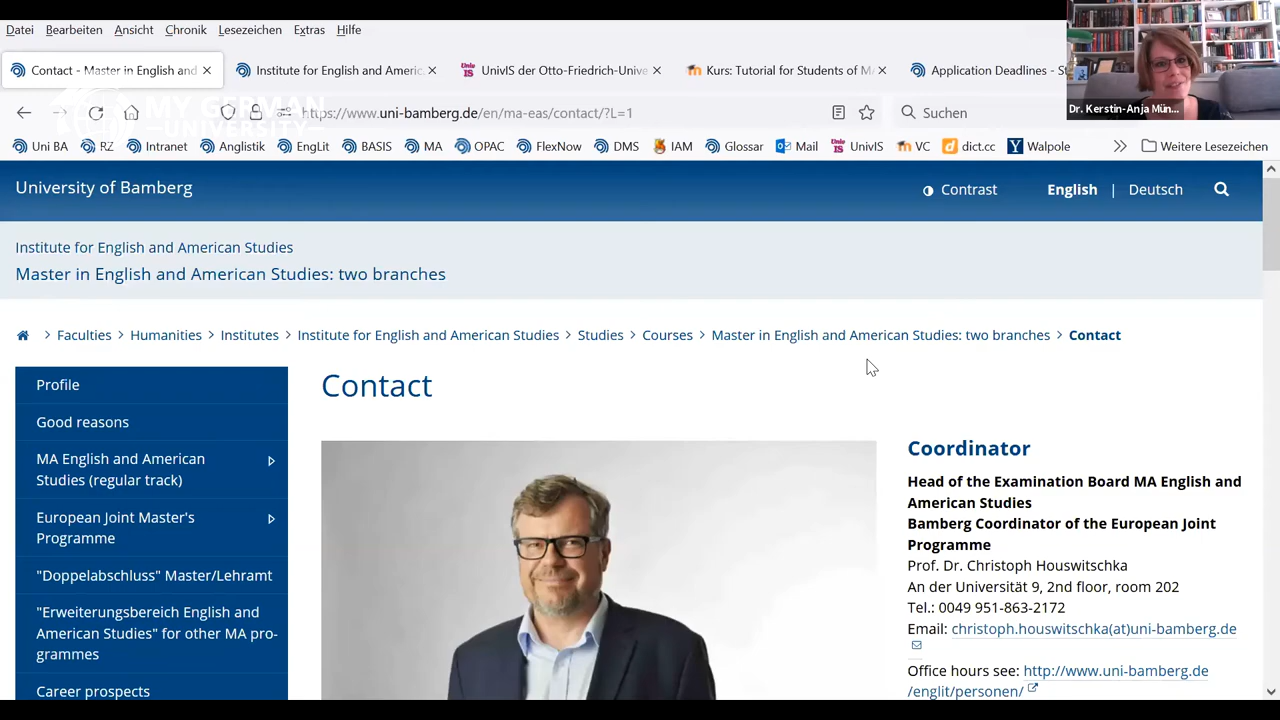 Datei Bearbeiten Ansicht Chronik Lesezeichen Extras Hilfe
Contact - Master in English and
Institute for English and Americ
UnivIS der Otto-Friedrich-Unive
Kurs: Tutorial for Students of MA
Application Deadlines - St
MY GERMAN
—UNIVERSITY—
https://www.uni-bamberg.de/en/ma-eas/contact/?L=1
Suchen
Dr. Kerstin-Anja Mün...
Uni BA RZ Intranet Anglistik EngLit BASIS MA OPAC FlexNow DMS IAM Glossar Mail UnivIS VC dict.cc Walpole Weitere Lesezeichen
University of Bamberg
Contrast English | Deutsch
Institute for English and American Studies
Master in English and American Studies: two branches
Faculties > Humanities > Institutes > Institute for English and American Studies > Studies > Courses > Master in English and American Studies: two branches > Contact
Profile
Good reasons
MA English and American
Studies (regular track)
European Joint Master's
Programme
"Doppelabschluss" Master/Lehramt
"Erweiterungsbereich English and
American Studies" for other MA pro-
grammes
Career prospects
Contact
Coordinator
Head of the Examination Board MA English and
American Studies
Bamberg Coordinator of the European Joint
Programme
Prof. Dr. Christoph Houswitschka
An der Universität 9, 2nd floor, room 202
Tel.: 0049 951-863-2172
Email: christoph.houswitschka(at)uni-bamberg.de
Office hours see: http://www.uni-bamberg.de
/englit/personen/